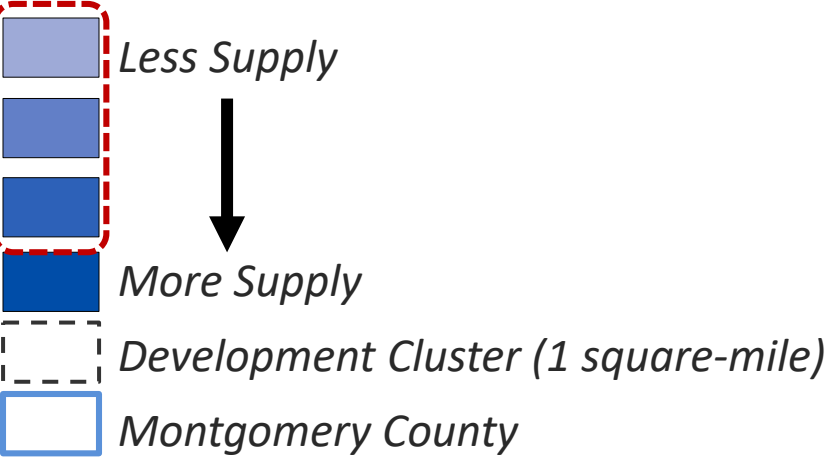 Less Supply
More Supply
Development Cluster (1 square-mile)
Montgomery County